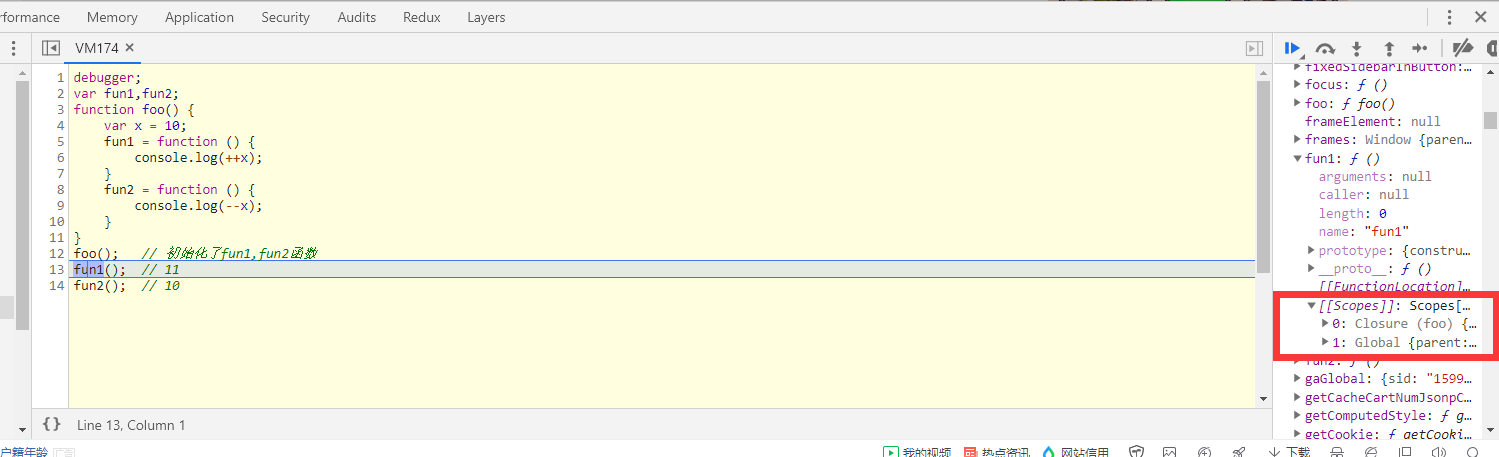 rformance Memory Application Security Audits Redux Layers
VM174
1 debugger;
2 var fun1,fun2;
3 function foo() {
4 var x = 10;
5 fun1 = function () {
6 console.log(++x);
7 }
8 fun2 = function () {
9 console.log(--x);
10 }
11 }
12 foo(); // 初始化了fun1,fun2函数
13 fun1(); // 11
14 fun2(); // 10
{} Line 13, Column 1
fixedSidebarInButton:…
focus: ƒ ()
foo: ƒ foo()
frameElement: null
frames: Window {paren…
fun1: ƒ ()
arguments: null
caller: null
length: 0
name: "fun1"
prototype: {constru…
__proto__: ƒ ()
[[FunctionLocation]…
[[Scopes]]: Scopes[…
0: Closure (foo) {…
1: Global {parent:…
fun2: ƒ ()
gaGlobal: {sid: "1599…
getCacheCartNumJsonpC…
getComputedStyle: ƒ g…
getCookie: ƒ getCooki…
户籍年龄 广告 我的视频 热点资讯 网站信用 下载